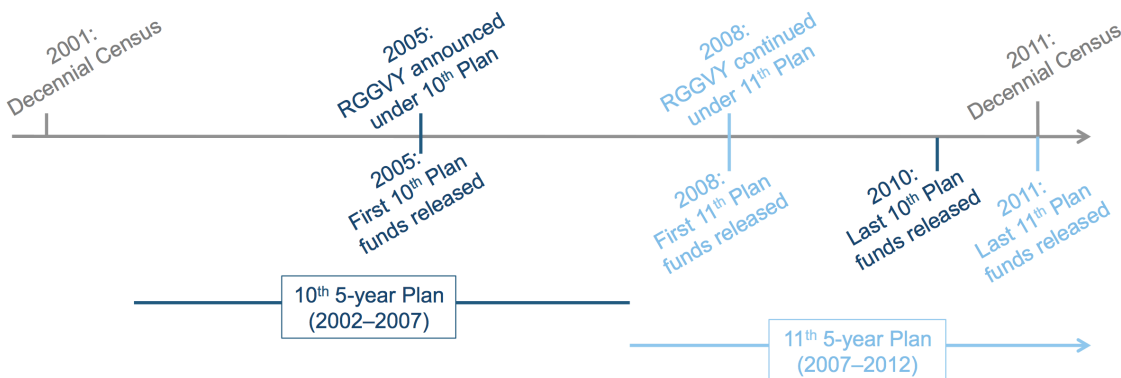 2001:
Decennial Census
2005:
RGGVY announced
under 10th Plan
2008:
RGGVY continued
under 11th Plan
2011:
Decennial Census
2005:
First 10th Plan
funds released
2008:
First 11th Plan
funds released
2010:
Last 10th Plan
funds released
2011:
Last 11th Plan
funds released
10th 5-year Plan
(2002–2007)
11th 5-year Plan
(2007–2012)